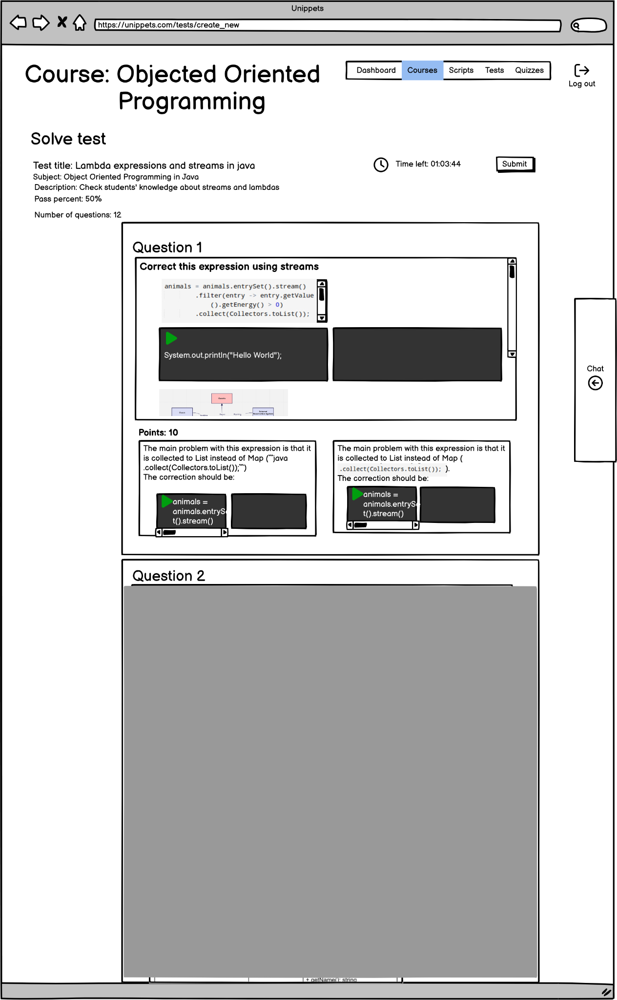 Unippets
https://unippets.com/tests/create_new
Course: Objected Oriented
Programming
Dashboard Courses Scripts Tests Quizzes
Log out
Solve test
Test title: Lambda expressions and streams in java
Subject: Object Oriented Programming in Java
Description: Check students' knowledge about streams and lambdas
Pass percent: 50%
Number of questions: 12
Time left: 01:03:44
Submit
Question 1
Correct this expression using streams
animals = animals.entrySet().stream()
.filter(entry -> entry.getValue
().getEnergy() > 0)
.collect(Collectors.toList());
System.out.println("Hello World");
Guests
Guest
External
Reservation System
Points: 10
The main problem with this expression is that it
is collected to List instead of Map (```java
.collect(Collectors.toList());```)
The correction should be:
animals =
animals.entrySe
t().stream()
The main problem with this expression is that it
is collected to List instead of Map (
.collect(Collectors.toList()); ).
The correction should be:
animals =
animals.entrySe
t().stream()
Chat
Question 2
+ getName(): string